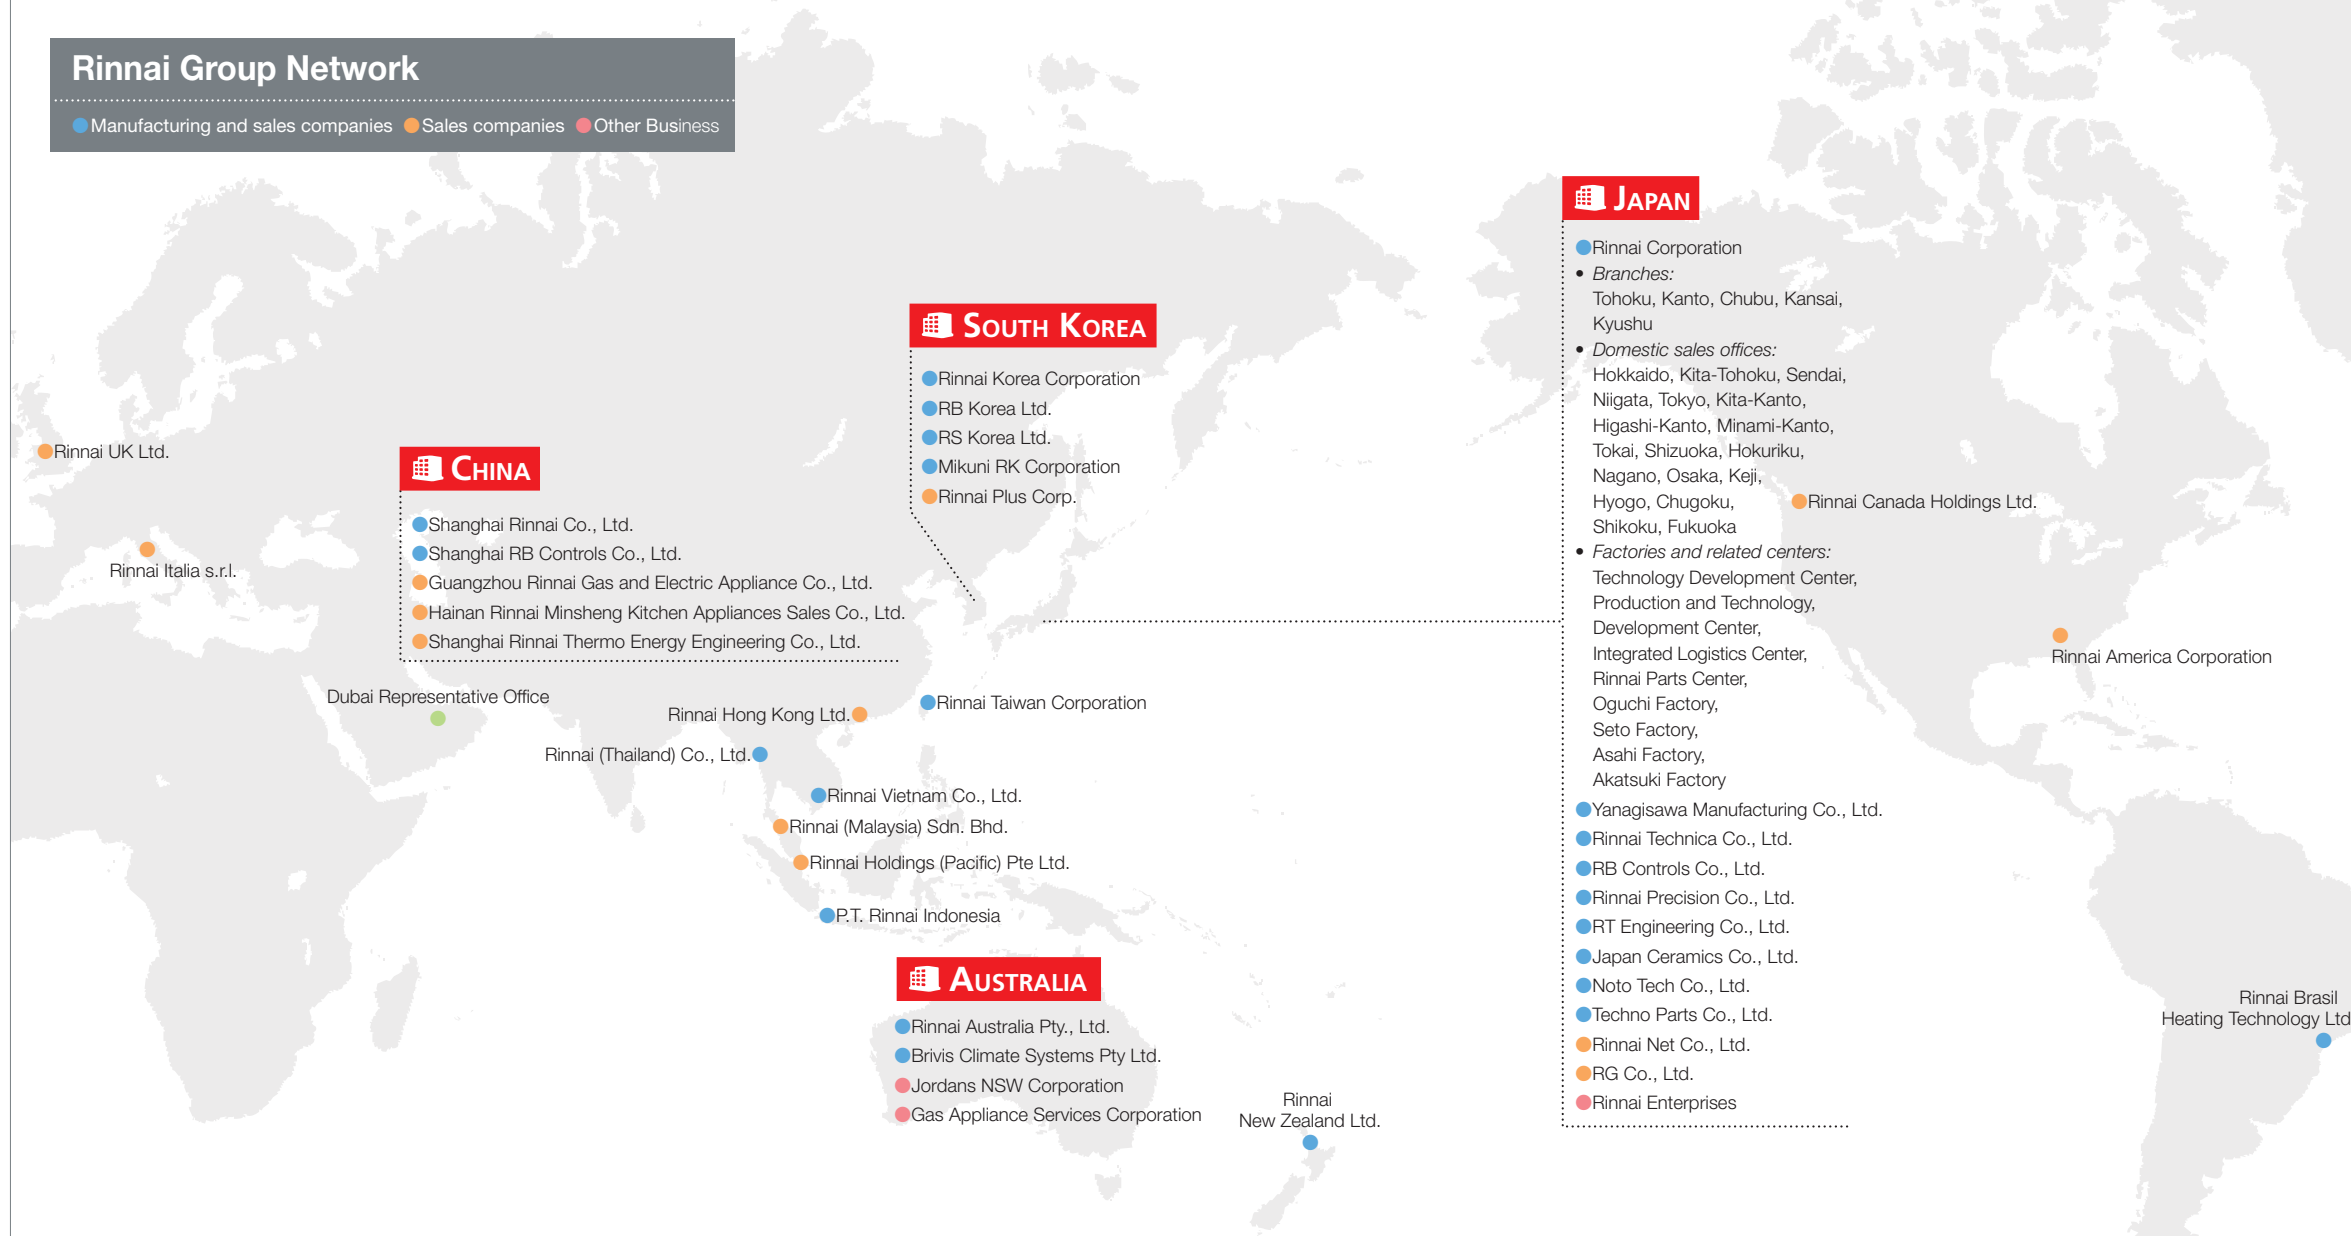 Rinnai Group Network
Manufacturing and sales companies Sales companies Other Business
Rinnai UK Ltd.
Rinnai Italia s.r.l.
CHINA
Shanghai Rinnai Co., Ltd.
Shanghai RB Controls Co., Ltd.
Guangzhou Rinnai Gas and Electric Appliance Co., Ltd.
Hainan Rinnai Minsheng Kitchen Appliances Sales Co., Ltd.
Shanghai Rinnai Thermo Energy Engineering Co., Ltd.
SOUTH KOREA
Rinnai Korea Corporation
RB Korea Ltd.
RS Korea Ltd.
Mikuni RK Corporation
Rinnai Plus Corp.
Dubai Representative Office
Rinnai Hong Kong Ltd.
Rinnai Taiwan Corporation
Rinnai (Thailand) Co., Ltd.
Rinnai Vietnam Co., Ltd.
Rinnai (Malaysia) Sdn. Bhd.
Rinnai Holdings (Pacific) Pte Ltd.
P.T. Rinnai Indonesia
AUSTRALIA
Rinnai Australia Pty., Ltd.
Brivis Climate Systems Pty Ltd.
Jordans NSW Corporation
Gas Appliance Services Corporation
Rinnai
New Zealand Ltd.
JAPAN
Rinnai Corporation
• Branches:
Tohoku, Kanto, Chubu, Kansai,
Kyushu
• Domestic sales offices:
Hokkaido, Kita-Tohoku, Sendai,
Niigata, Tokyo, Kita-Kanto,
Higashi-Kanto, Minami-Kanto,
Tokai, Shizuoka, Hokuriku,
Nagano, Osaka, Keji,
Hyogo, Chugoku,
Shikoku, Fukuoka
• Factories and related centers:
Technology Development Center,
Production and Technology,
Development Center,
Integrated Logistics Center,
Rinnai Parts Center,
Oguchi Factory,
Seto Factory,
Asahi Factory,
Akatsuki Factory
Yanagisawa Manufacturing Co., Ltd.
Rinnai Technica Co., Ltd.
RB Controls Co., Ltd.
Rinnai Precision Co., Ltd.
RT Engineering Co., Ltd.
Japan Ceramics Co., Ltd.
Noto Tech Co., Ltd.
Techno Parts Co., Ltd.
Rinnai Net Co., Ltd.
RG Co., Ltd.
Rinnai Enterprises
Rinnai Canada Holdings Ltd.
Rinnai America Corporation
Rinnai Brasil
Heating Technology Ltd